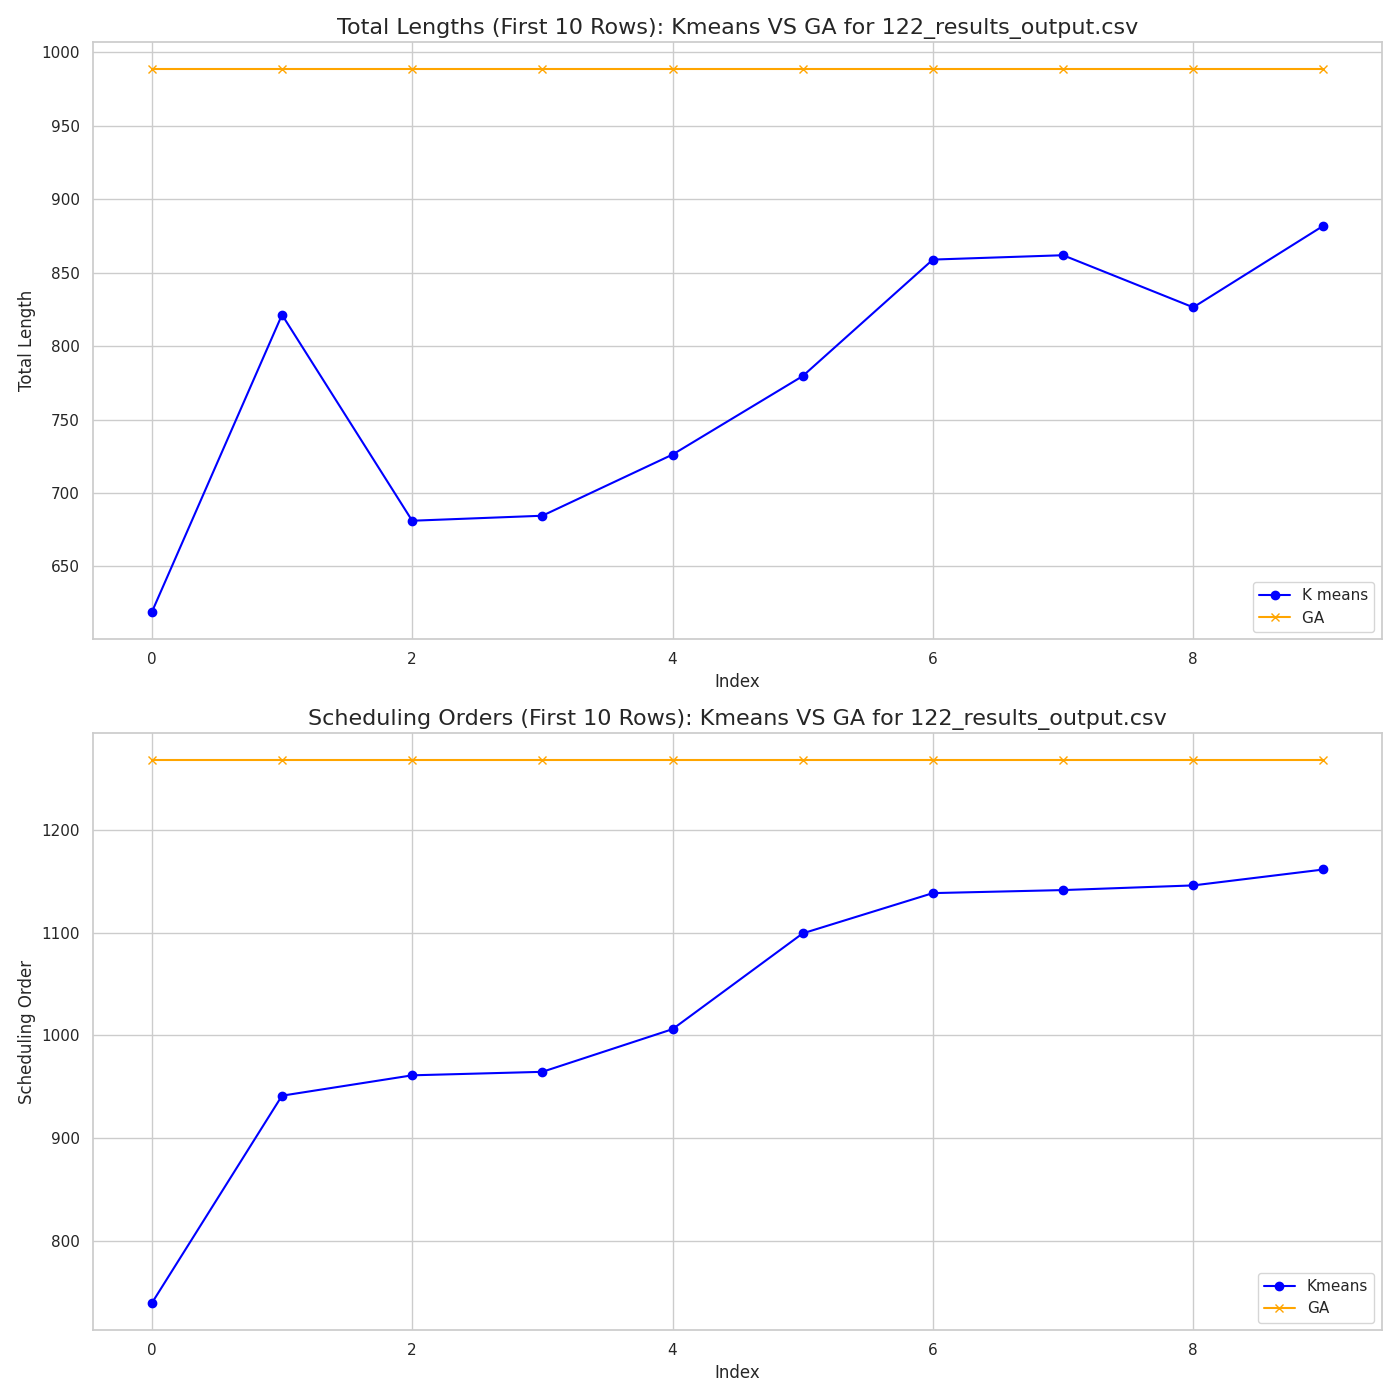 Total Lengths (First 10 Rows): Kmeans VS GA for 122_results_output.csv
1000
950
900
850
800
750
700
650
Total Length
K means
GA
0 2 4 6 8
Index
Scheduling Orders (First 10 Rows): Kmeans VS GA for 122_results_output.csv
1200
1100
1000
900
800
Scheduling Order
Kmeans
GA
0 2 4 6 8
Index